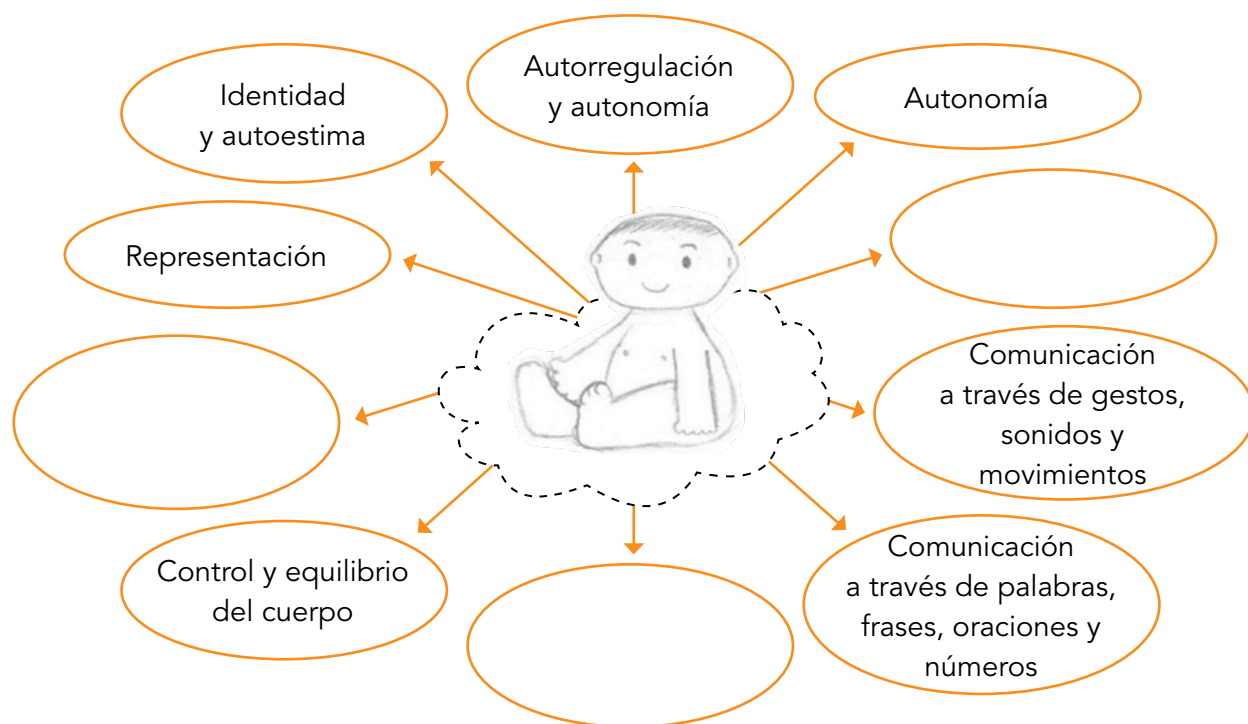 Identidad
y autoestima
Autorregulación
y autonomía
Autonomía
Representación
Comunicación
a través de gestos,
sonidos y
movimientos
Control y equilibrio
del cuerpo
Comunicación
a través de palabras,
frases, oraciones y
números